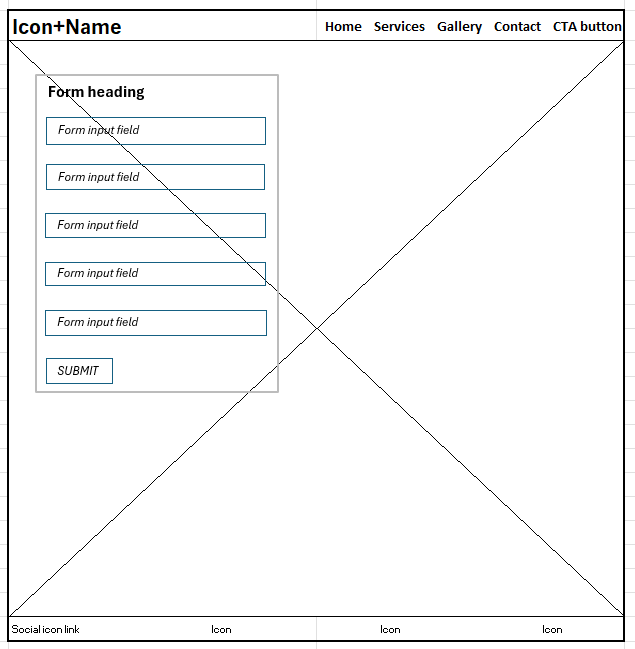 Icon+Name Home Services Gallery Contact CTA button
Form heading
Form input field
Form input field
Form input field
Form input field
Form input field
SUBMIT
Social icon link Icon Icon Icon